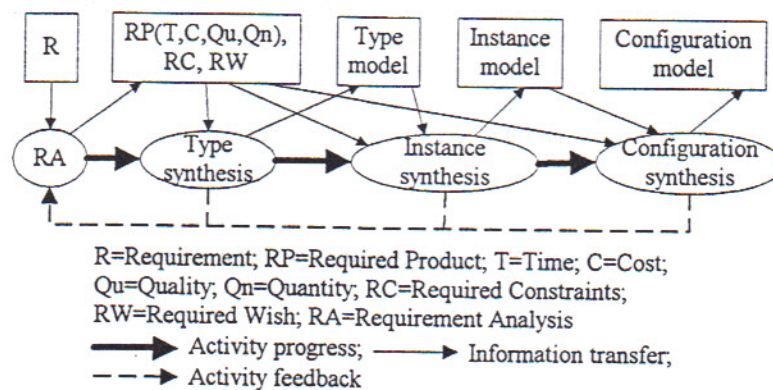 R
RP(T,C,Qu,Qn),
RC, RW
Type
model
Instance
model
Configuration
model
RA
Type
synthesis
Instance
synthesis
Configuration
synthesis
R=Requirement; RP=Required Product; T=Time; C=Cost;
Qu=Quality, Qn=Quantity, RC=Required Constraints;
RW=Required Wish; RA=Requirement Analysis
Activity progress;
Information transfer;
Activity feedback